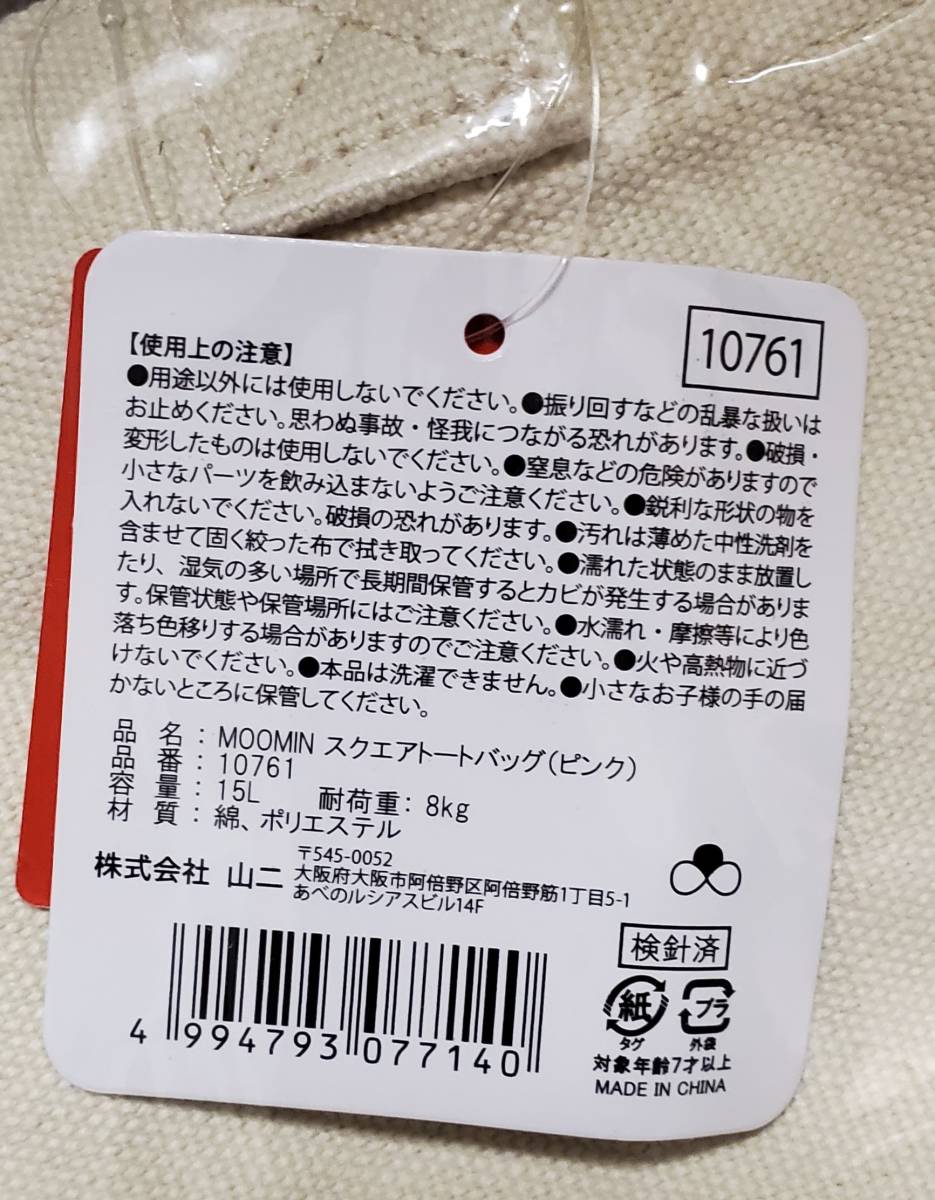 10761
【使用上の注意】
●用途以外には使用しないでください。●振り回すなどの乱暴な扱いは
お止めください。思わぬ事故・怪我につながる恐れがあります。●破損・
変形したものは使用しないでください。●窒息などの危険がありますので
小さなパーツを飲み込まないようご注意ください。●鋭利な形状の物を
入れないでください。破損の恐れがあります。●汚れは薄めた中性洗剤を
含ませて固く絞った布で拭き取ってください。●濡れた状態のまま放置し
たり、湿気の多い場所で長期間保管するとカビが発生する場合がありま
す。保管状態や保管場所にはご注意ください。●水濡れ・摩擦等により色
落ち色移りする場合がありますのでご注意ください。●火や高熱物に近づ
けないでください。●本品は洗濯できません。●小さなお子様の手の届
かないところに保管してください。
品 名 : MOOMIN スクエアトートバッグ(ピンク)
品 番 : 10761
容 量 : 15L 耐荷重: 8kg
材 質 : 綿、ポリエステル
株式会社 山二
〒545-0052
大阪府大阪市阿倍野区阿倍野筋1丁目5-1
あべのルシアスビル14F
検針済
紙 プラ
タグ 外袋
対象年齢7才以上
MADE IN CHINA
4 994793 077140